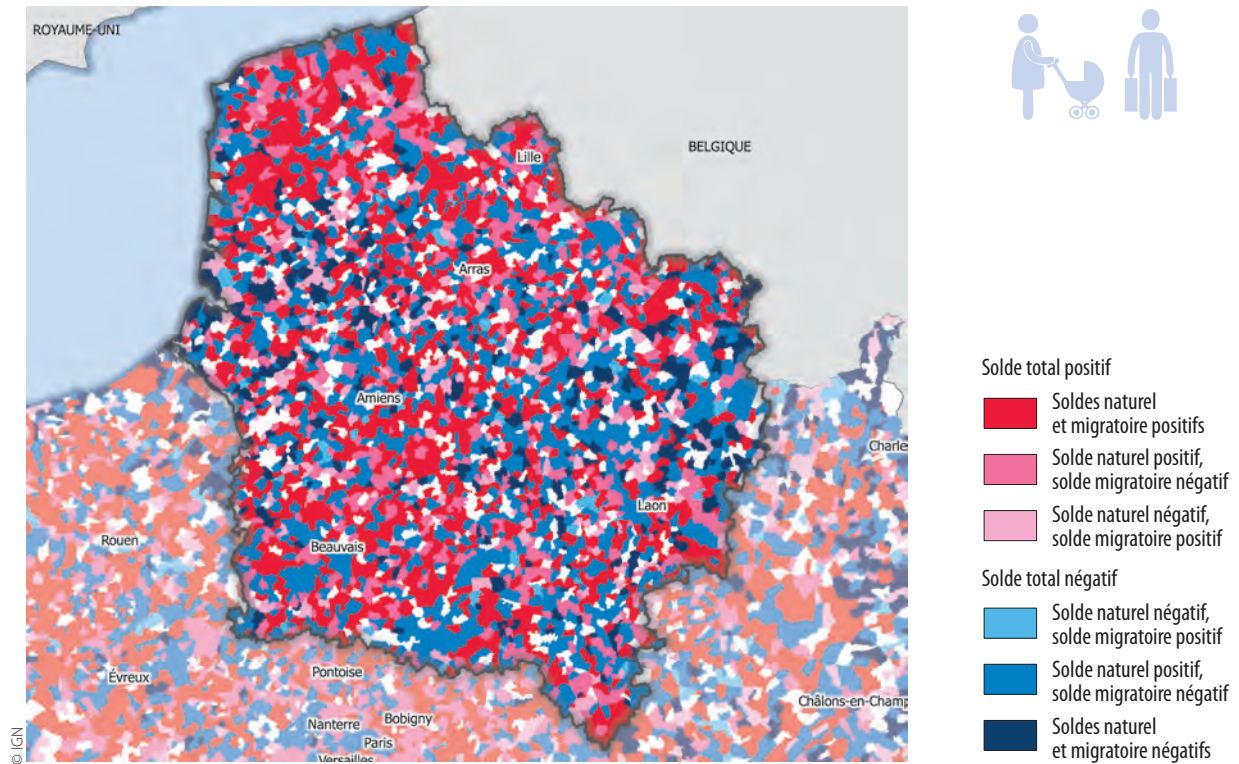 ROYAUME-UNI
BELGIQUE
Lille
Arras
Amiens
Charle
Laon
Rouen
Beauvais
Évreux
Pontoise
Châlons-en-Champ
Nanterre
Bobigny
Paris
Versailles
© IGN
Solde total positif
Soldes naturel
et migratoire positifs
Solde naturel positif,
solde migratoire négatif
Solde naturel négatif,
solde migratoire positif
Solde total négatif
Solde naturel négatif,
solde migratoire positif
Solde naturel positif,
solde migratoire négatif
Soldes naturel
et migratoire négatifs